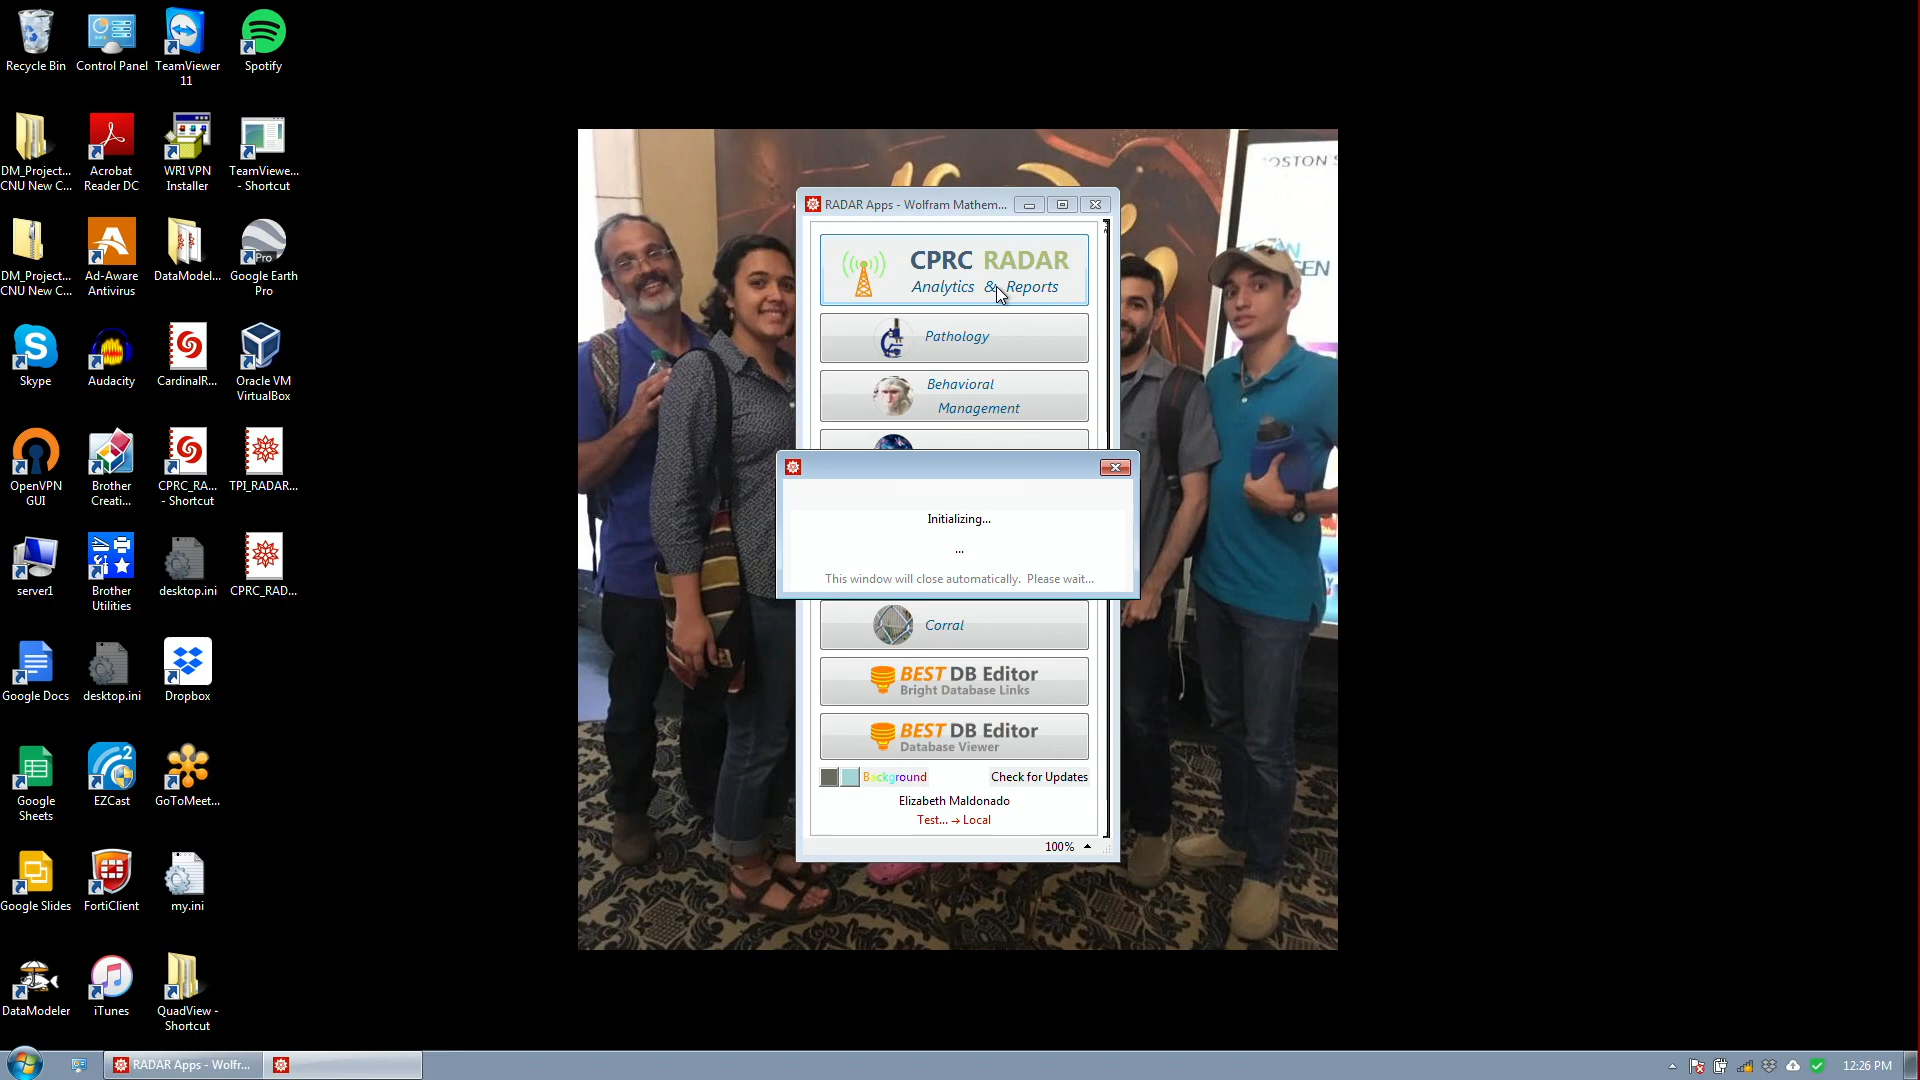 Recycle Bin
Control Panel
TeamViewer
11
Spotify
DM_Project...
CNU New C...
Acrobat
Reader DC
WRI VPN
Installer
TeamViewe...
- Shortcut
DM_Project...
CNU New C...
Ad-Aware
Antivirus
DataModel...
Pro
Google Earth
Pro
Skype
Audacity
CardinalR...
Oracle VM
VirtualBox
OpenVPN
GUI
Brother
Creati...
CPRC_RA...
- Shortcut
TPI_RADAR...
server1
Brother
Utilities
desktop.ini
CPRC_RAD...
Google Docs
desktop.ini
Dropbox
Google
Sheets
2
EZCast
GoToMeet...
Google Slides
FortiClient
my.ini
DataModeler
iTunes
QuadView -
Shortcut
RADAR Apps - Wolfram Mathem...
CPRC RADAR
Analytics & Reports
Pathology
Behavioral
Management
Initializing...
...
This window will close automatically. Please wait...
Corral
BEST DB Editor
Bright Database Links
BEST DB Editor
Database Viewer
Background
Check for Updates
Elizabeth Maldonado
Test... → Local
100%
RADAR Apps - Wolfr...
12:26 PM